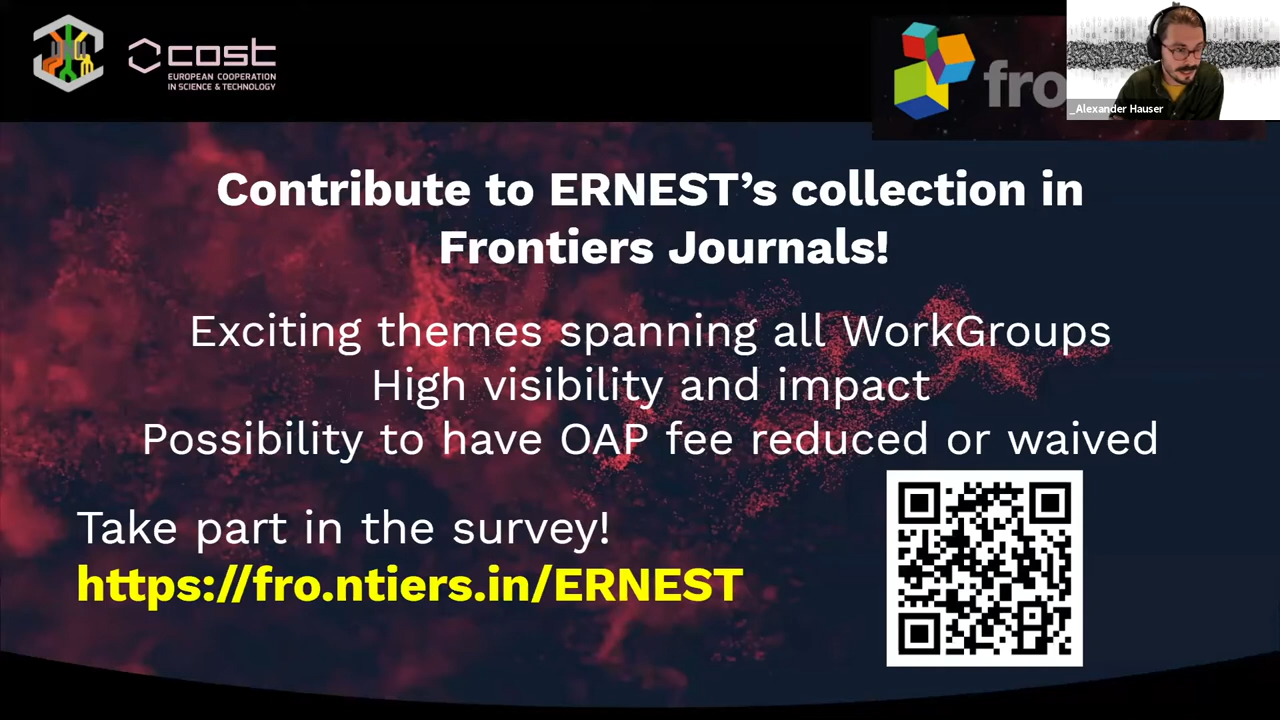 cost
EUROPEAN COOPERATION
IN SCIENCE & TECHNOLOGY
fro
_Alexander Hauser
Contribute to ERNEST’s collection in
Frontiers Journals!
Exciting themes spanning all WorkGroups
High visibility and impact
Possibility to have OAP fee reduced or waived
Take part in the survey!
https://fro.ntiers.in/ERNEST